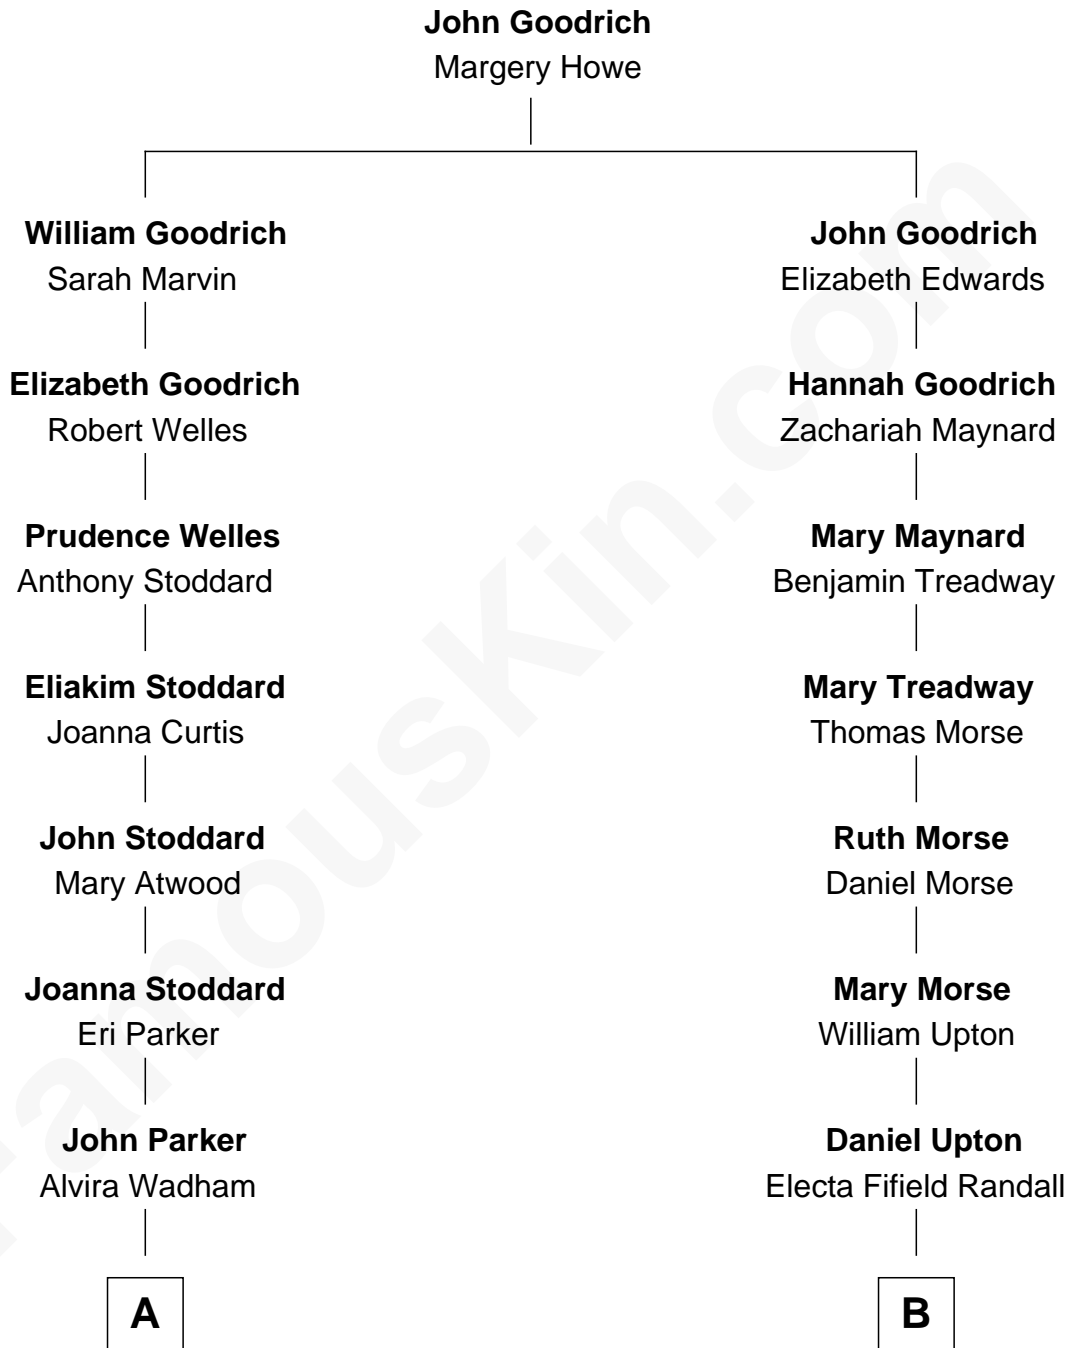 John Goodrich
Margery Howe
William Goodrich
Sarah Marvin
John Goodrich
Elizabeth Edwards
Elizabeth Goodrich
Robert Welles
Hannah Goodrich
Zachariah Maynard
Prudence Welles
Anthony Stoddard
Mary Maynard
Benjamin Treadway
Eliakim Stoddard
Joanna Curtis
Mary Treadway
Thomas Morse
John Stoddard
Mary Atwood
Ruth Morse
Daniel Morse
Joanna Stoddard
Eri Parker
Mary Morse
William Upton
John Parker
Alvira Wadham
Daniel Upton
Electa Fifield Randall
A
B
FamousKin.com